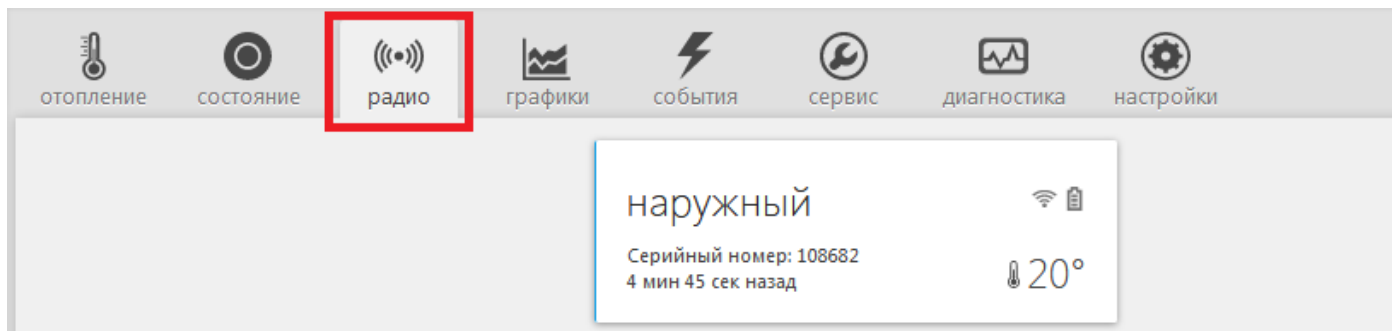 отопление состояние радио графики события сервис диагностика настройки
наружный
Серийный номер: 108682
4 мин 45 сек назад
20°